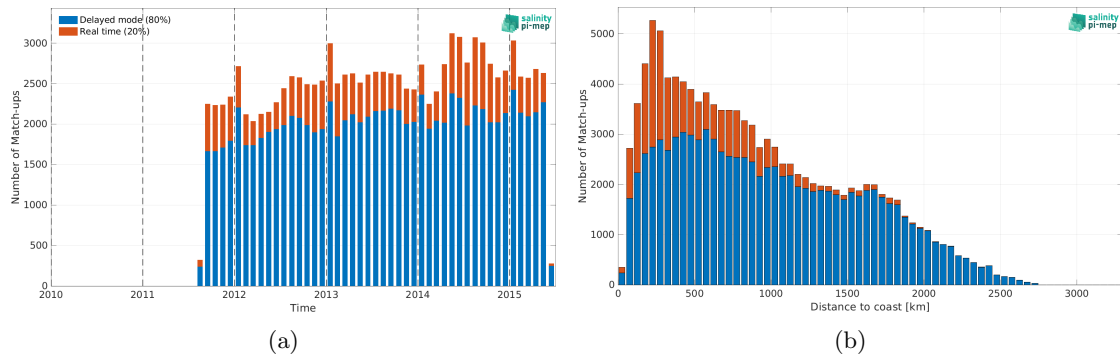 Delayed mode (80%)
Real time (20%)
salinity
pi-mep
Number of Match-ups
3000
2500
2000
1500
1000
500
0
2010
2011
2012
2013
2014
2015
Time
(a)
salinity
pi-mep
Number of Match-ups
5000
4000
3000
2000
1000
0
0
500
1000
1500
2000
2500
3000
Distance to coast [km]
(b)